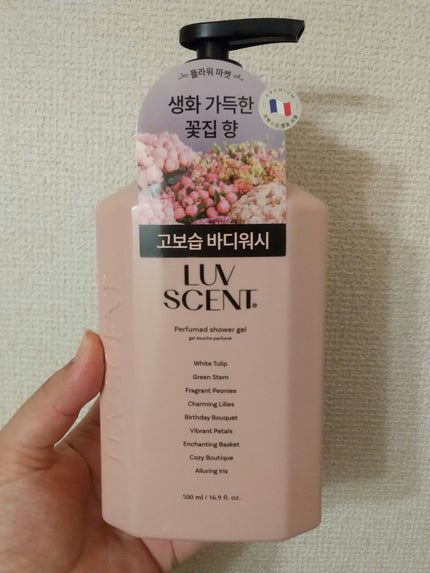 플라워 마켓
생화 가득한
꽃집 향
고보습 바디워시
LUV
SCENT®
Perfumed shower gel
gel douche parfumé
White Tulip
Green Stem
Fragrant Peonies
Charming Lilies
Birthday Bouquet
Vibrant Petals
Enchanting Basket
Cozy Boutique
Alluring Iris
500 ml / 16.9 fl. oz.